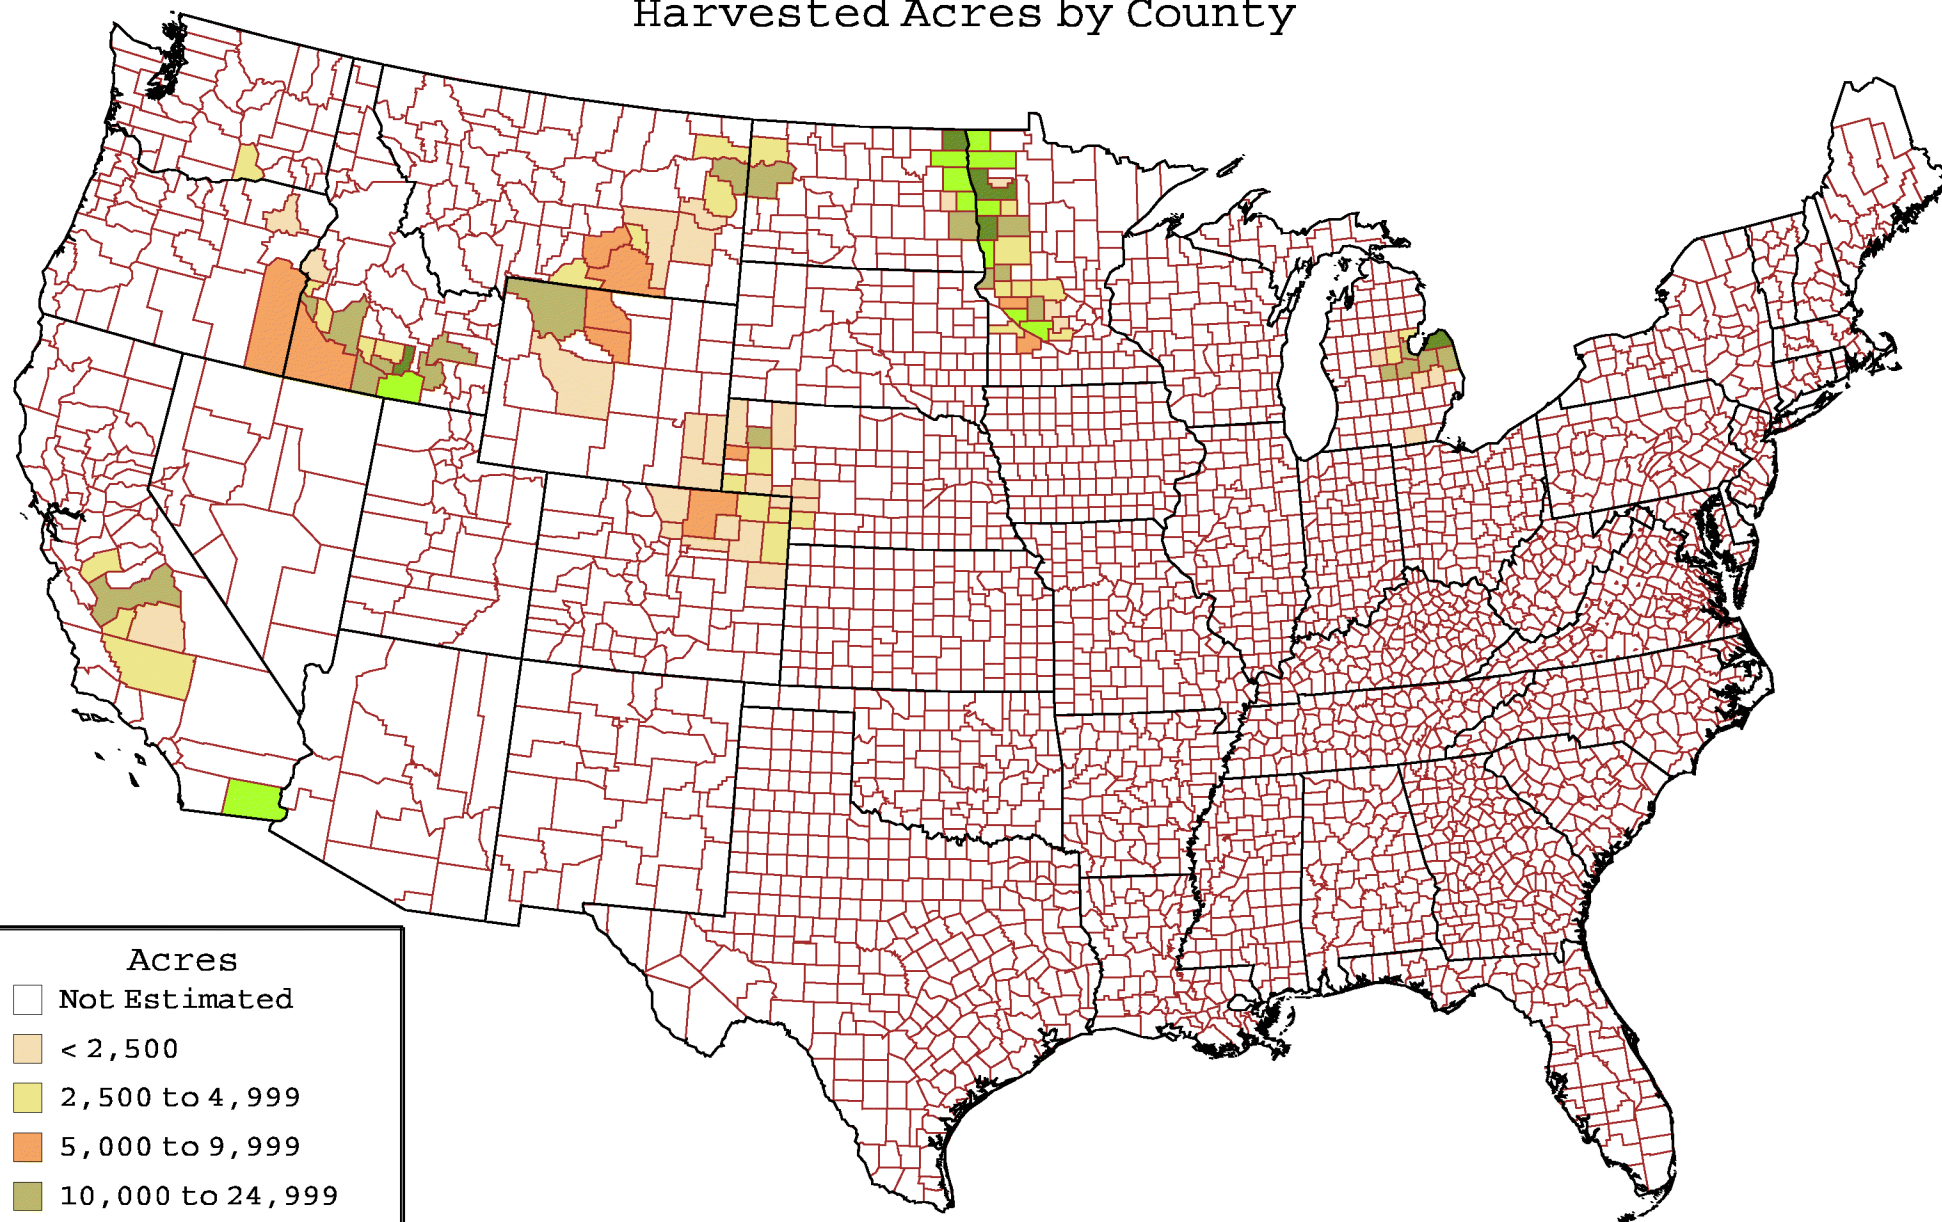 Harvested Acres by County
Acres
Not Estimated
< 2,500
2,500 to 4,999
5,000 to 9,999
10,000 to 24,999